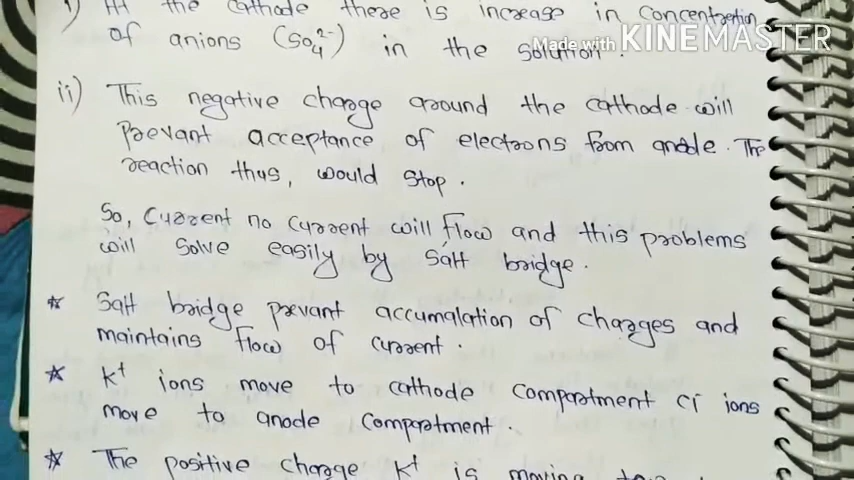 i) At the cathode there is increase in concentration
of anions (SO₄²⁻) in the solution.
Made with KINEMASTER
ii) This negative charge around the cathode will
Prevant acceptance of electrons from anode. The
reaction thus, would stop.
So, current no current will flow and this problems
will solve easily by salt bridge.
* Salt bridge prevant accumalation of charges and
maintains flow of current.
* K⁺ ions move to cathode compartment Cl⁻ ions
move to anode compartment.
* The positive charge K⁺ is moving